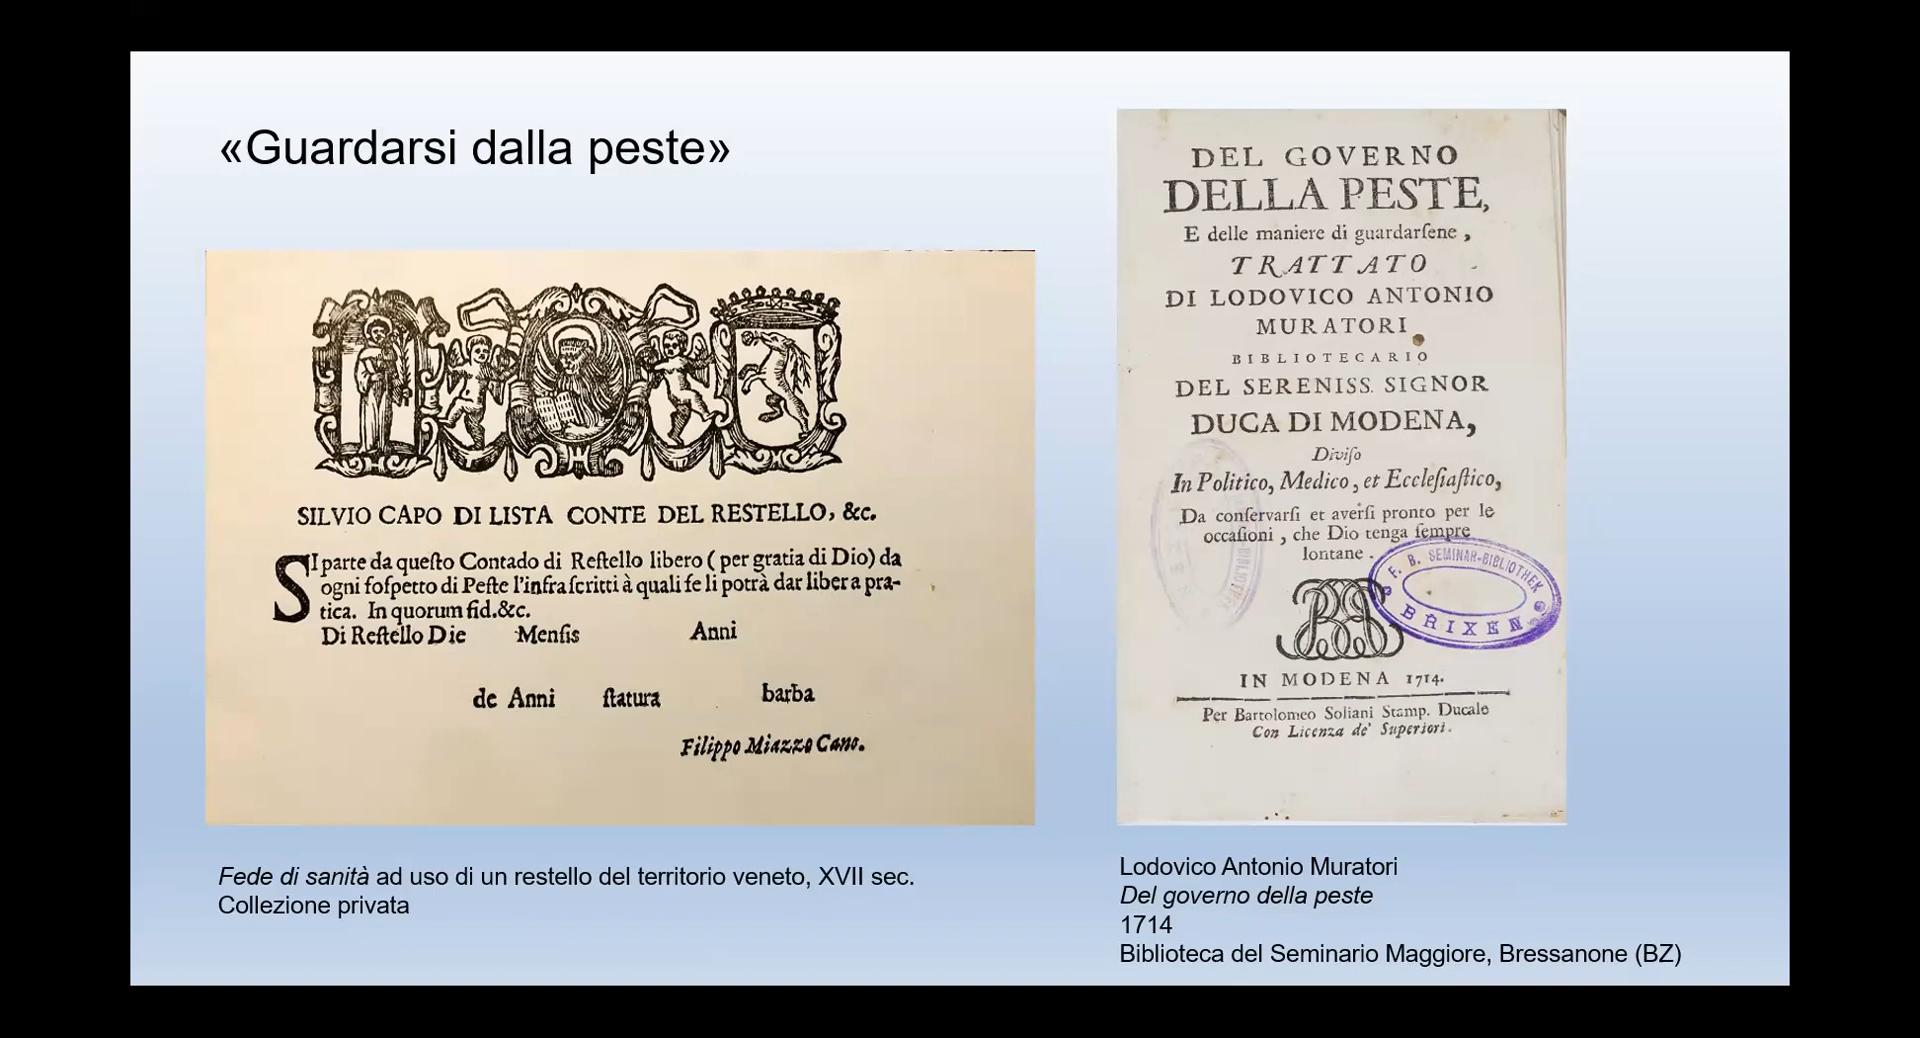 «Guardarsi dalla peste»
SILVIO CAPO DI LISTA CONTE DEL RESTELLO, &c.
SI parte da queſto Contado di Reſtello libero ( per gratia di Dio) da
ogni ſoſpetto di Peſte l'infraſcritti à quali ſe li potrà dar libera pra-
tica. In quorum fid.&c.
Di Reſtello Die Menſis Anni
de Anni ſtatura barba
Filippo Miazzo Canc.
Fede di sanità ad uso di un restello del territorio veneto, XVII sec.
Collezione privata
DEL GOVERNO
DELLA PESTE,
E delle maniere di guardarſene ,
TRATTATO
DI LODOVICO ANTONIO
MURATORI
BIBLIOTECARIO
DEL SERENISS. SIGNOR
DUCA DI MODENA,
Diviſo
In Politico, Medico, et Eccleſiaſtico,
Da conſervarſi et averſi pronto per le
occaſioni , che Dio tenga ſempre
lontane .
F. B. SEMINAR-BIBLIOTHEK
BRIXEN
IN MODENA 1714.
Per Bartolomeo Soliani Stamp. Ducale
Con Licenza de' Superiori.
Lodovico Antonio Muratori
Del governo della peste
1714
Biblioteca del Seminario Maggiore, Bressanone (BZ)